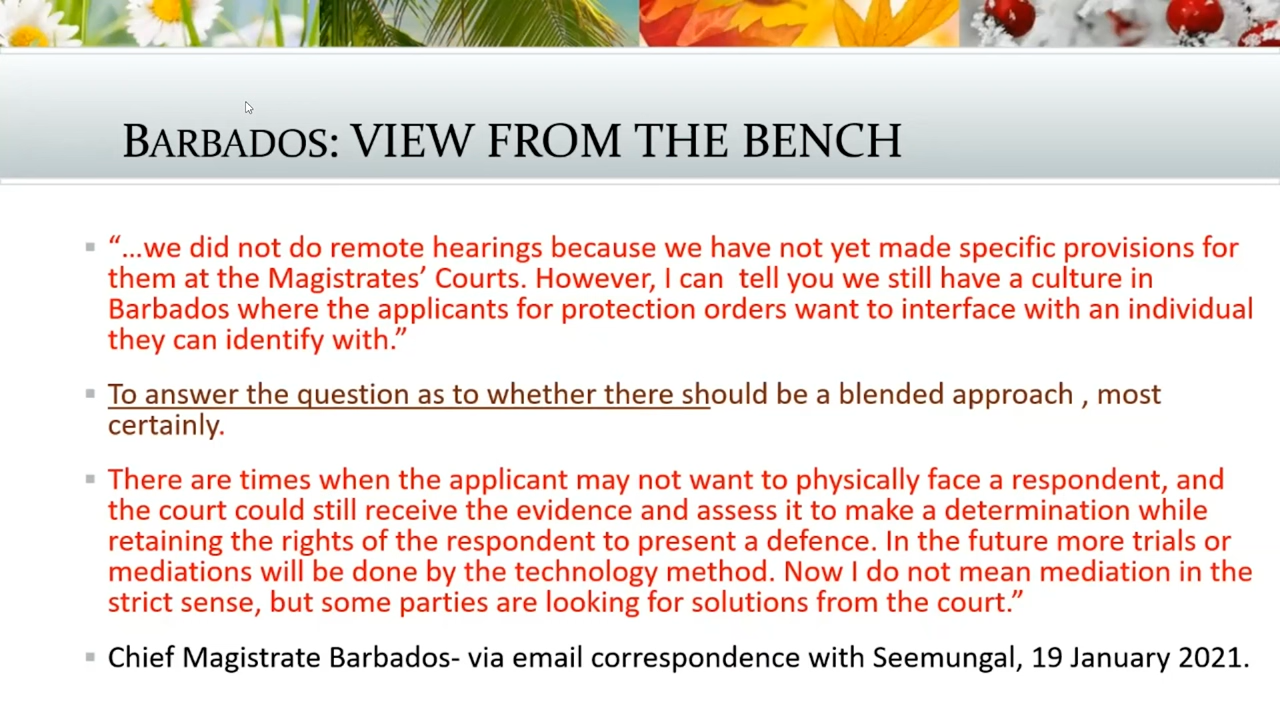 BARBADOS: VIEW FROM THE BENCH
“…we did not do remote hearings because we have not yet made specific provisions for
them at the Magistrates’ Courts. However, I can  tell you we still have a culture in
Barbados where the applicants for protection orders want to interface with an individual
they can identify with.”
To answer the question as to whether there should be a blended approach , most
certainly.
There are times when the applicant may not want to physically face a respondent, and
the court could still receive the evidence and assess it to make a determination while
retaining the rights of the respondent to present a defence. In the future more trials or
mediations will be done by the technology method. Now I do not mean mediation in the
strict sense, but some parties are looking for solutions from the court.”
Chief Magistrate Barbados- via email correspondence with Seemungal, 19 January 2021.